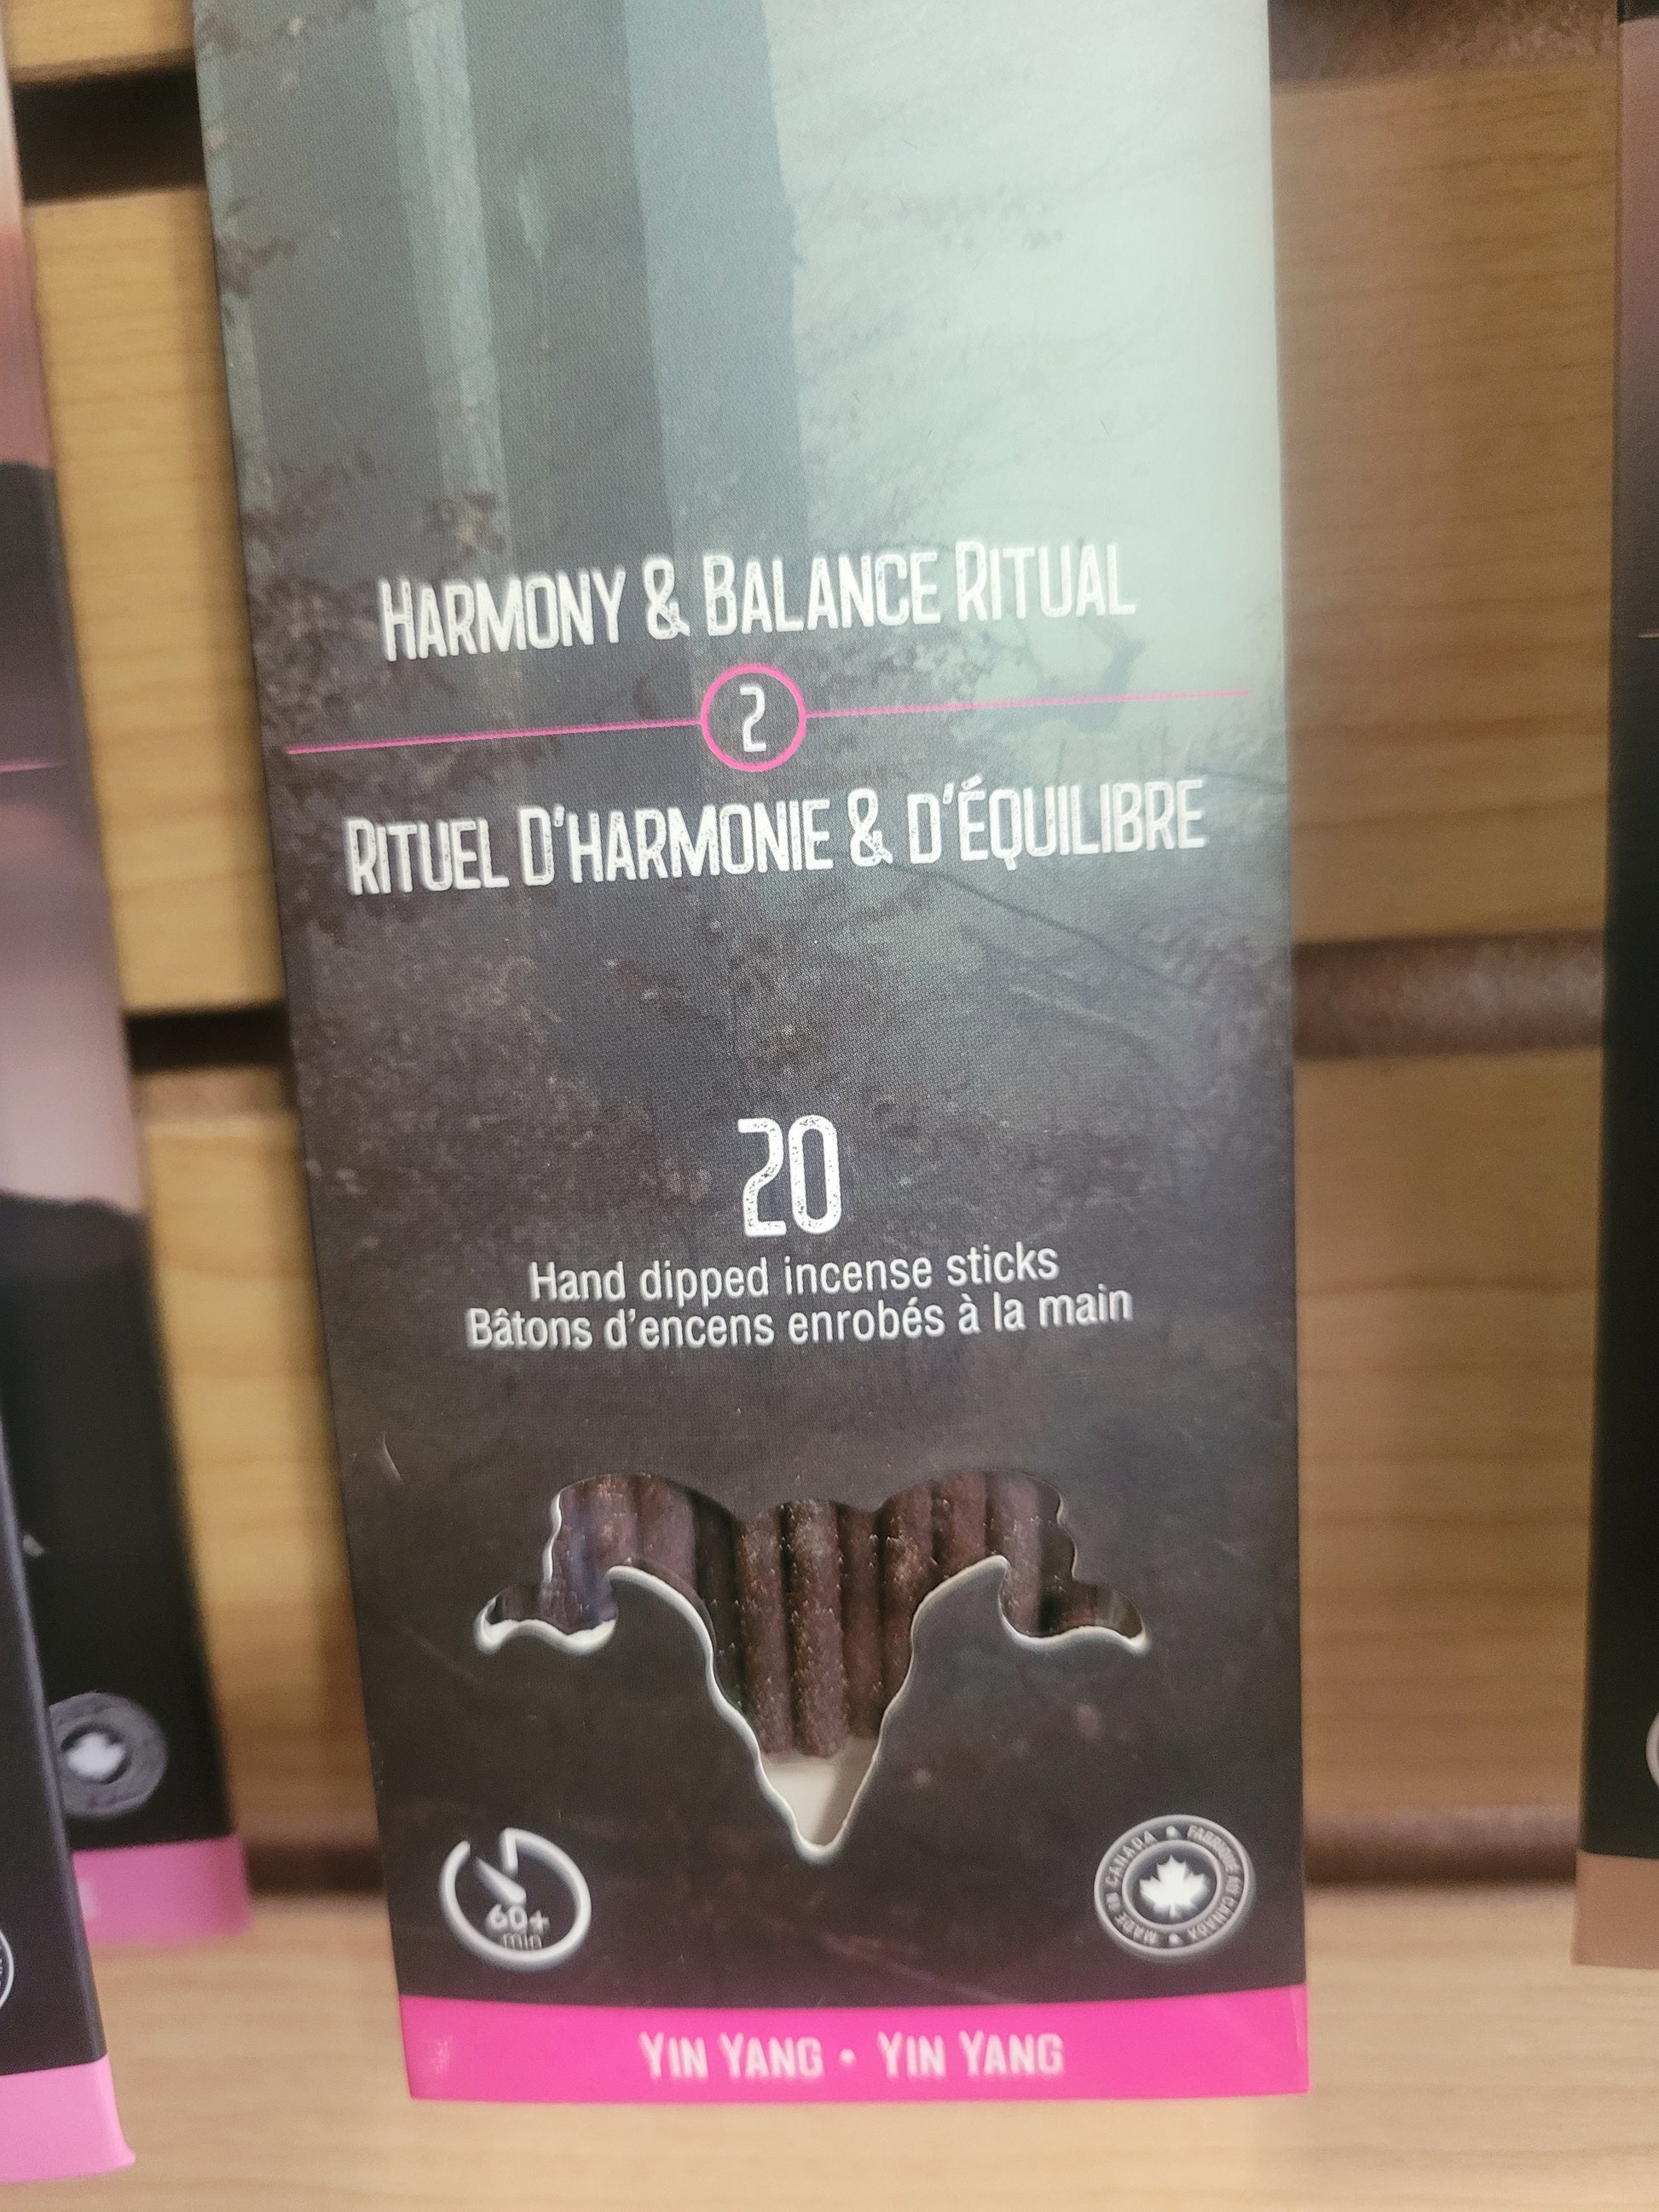 HARMONY & BALANCE RITUAL
2
RITUEL D'HARMONIE & D'ÉQUILIBRE
20
Hand dipped incense sticks
Bâtons d'encens enrobés à la main
60+
min
MADE IN CANADA • FABRIQUÉ AU CANADA •
YIN YANG • YIN YANG